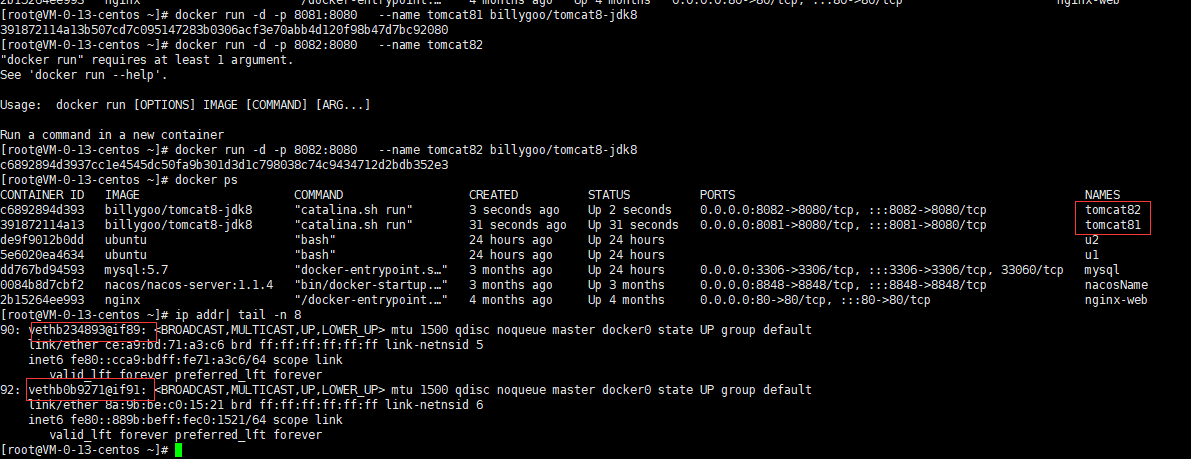 2b15264ee993   nginx                      "/docker-entrypoint.…"   4 months ago     Up 4 months     0.0.0.0:80->80/tcp, :::80->80/tcp                                      nginx-web
[root@VM-0-13-centos ~]# docker run -d -p 8081:8080   --name tomcat81 billygoo/tomcat8-jdk8
391872114a13b507cd7c095147283b0306acf3e70abb4d120f98b47d7bc92080
[root@VM-0-13-centos ~]# docker run -d -p 8082:8080   --name tomcat82
"docker run" requires at least 1 argument.
See 'docker run --help'.

Usage:  docker run [OPTIONS] IMAGE [COMMAND] [ARG...]

Run a command in a new container
[root@VM-0-13-centos ~]# docker run -d -p 8082:8080   --name tomcat82 billygoo/tomcat8-jdk8
c6892894d3937cc1e4545dc50fa9b301d3d1c798038c74c9434712d2bdb352e3
[root@VM-0-13-centos ~]# docker ps
CONTAINER ID   IMAGE                      COMMAND                  CREATED          STATUS          PORTS                                                  NAMES
c6892894d393   billygoo/tomcat8-jdk8      "catalina.sh run"        3 seconds ago    Up 2 seconds    0.0.0.0:8082->8080/tcp, :::8082->8080/tcp              tomcat82
391872114a13   billygoo/tomcat8-jdk8      "catalina.sh run"        31 seconds ago   Up 31 seconds   0.0.0.0:8081->8080/tcp, :::8081->8080/tcp              tomcat81
de9f9012b0dd   ubuntu                     "bash"                   24 hours ago     Up 24 hours                                                            u2
5e6020ea4634   ubuntu                     "bash"                   24 hours ago     Up 24 hours                                                            u1
dd767bd94593   mysql:5.7                  "docker-entrypoint.s…"   3 months ago     Up 24 hours     0.0.0.0:3306->3306/tcp, :::3306->3306/tcp, 33060/tcp   mysql
0084b8d7cbf2   nacos/nacos-server:1.1.4   "bin/docker-startup.…"   3 months ago     Up 3 months     0.0.0.0:8848->8848/tcp, :::8848->8848/tcp              nacosName
2b15264ee993   nginx                      "/docker-entrypoint.…"   4 months ago     Up 4 months     0.0.0.0:80->80/tcp, :::80->80/tcp                      nginx-web
[root@VM-0-13-centos ~]# ip addr| tail -n 8
90: vethb234893@if89: <BROADCAST,MULTICAST,UP,LOWER_UP> mtu 1500 qdisc noqueue master docker0 state UP group default
    link/ether ce:a9:bd:71:a3:c6 brd ff:ff:ff:ff:ff:ff link-netnsid 5
    inet6 fe80::cca9:bdff:fe71:a3c6/64 scope link
       valid_lft forever preferred_lft forever
92: vethb0b9271@if91: <BROADCAST,MULTICAST,UP,LOWER_UP> mtu 1500 qdisc noqueue master docker0 state UP group default
    link/ether 8a:9b:be:c0:15:21 brd ff:ff:ff:ff:ff:ff link-netnsid 6
    inet6 fe80::889b:beff:fec0:1521/64 scope link
       valid_lft forever preferred_lft forever
[root@VM-0-13-centos ~]#